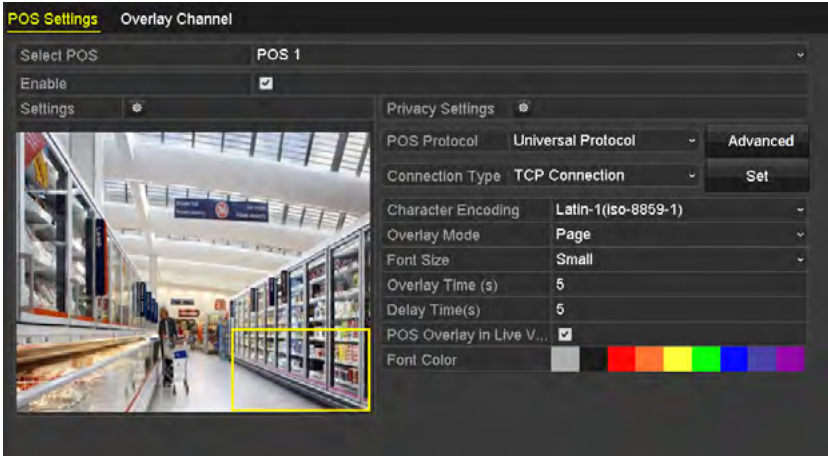 POS Settings Overlay Channel
Select POS POS 1
Enable
Settings Privacy Settings
POS Protocol Universal Protocol Advanced
Connection Type TCP Connection Set
Character Encoding Latin-1(iso-8859-1)
Overlay Mode Page
Font Size Small
Overlay Time (s) 5
Delay Time(s) 5
POS Overlay in Live V...
Font Color